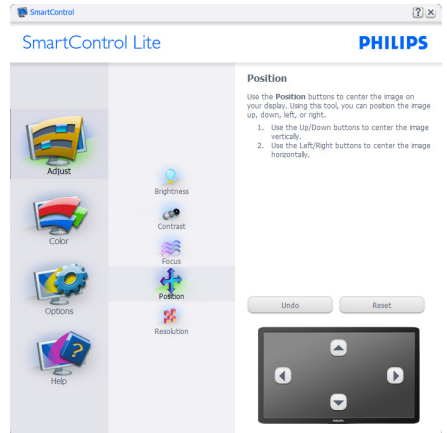 SmartControl
SmartControl Lite
PHILIPS
Adjust
Color
Options
Help
Brightness
Contrast
Focus
Position
Resolution
Position
Use the Position buttons to center the image on
your display. Using this tool, you can position the image
up, down, left, or right.
1. Use the Up/Down buttons to center the image
vertically.
2. Use the Left/Right buttons to center the image
horizontally.
Undo
Reset
PHILIPS